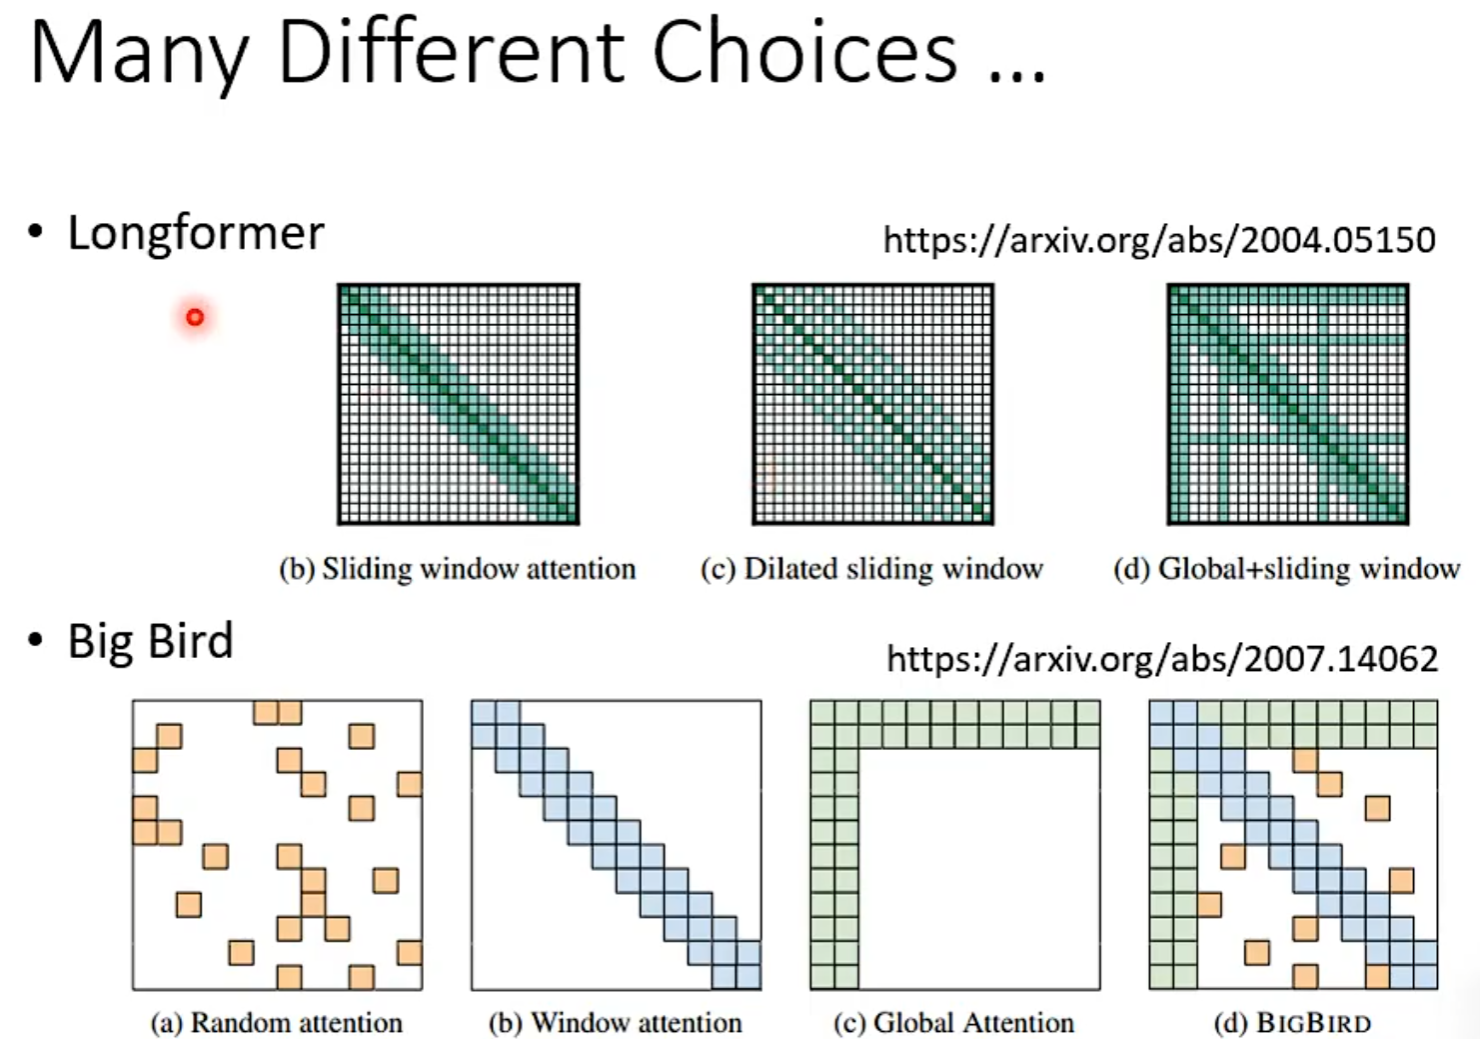 Many Different Choices ...
• Longformer
https://arxiv.org/abs/2004.05150
(b) Sliding window attention
(c) Dilated sliding window
(d) Global+sliding window
• Big Bird
https://arxiv.org/abs/2007.14062
(a) Random attention
(b) Window attention
(c) Global Attention
(d) BIGBIRD